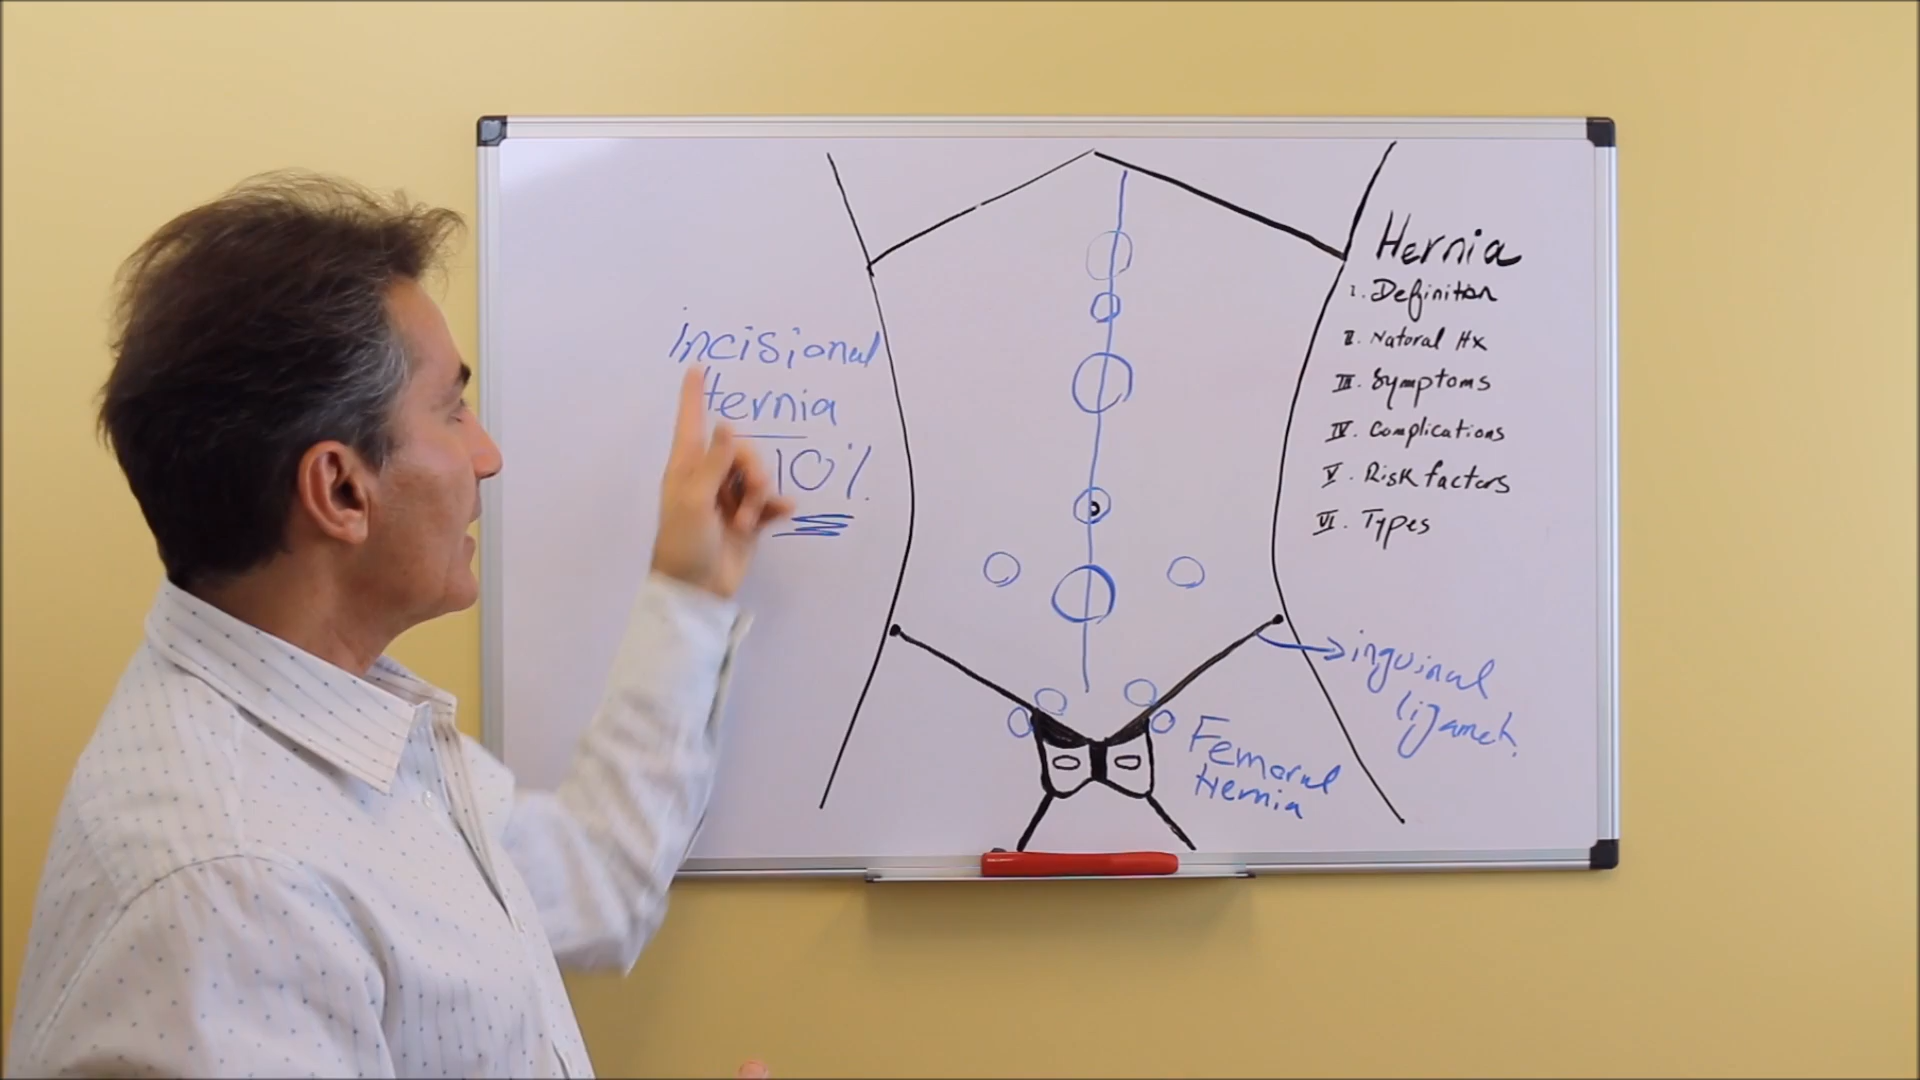 incisional
Hernia
10%
Hernia
I. Definition
II. Natural Hx
III. Symptoms
IV. Complications
V. Risk factors
VI. Types
inguinal
ligament.
Femoral
Hernia